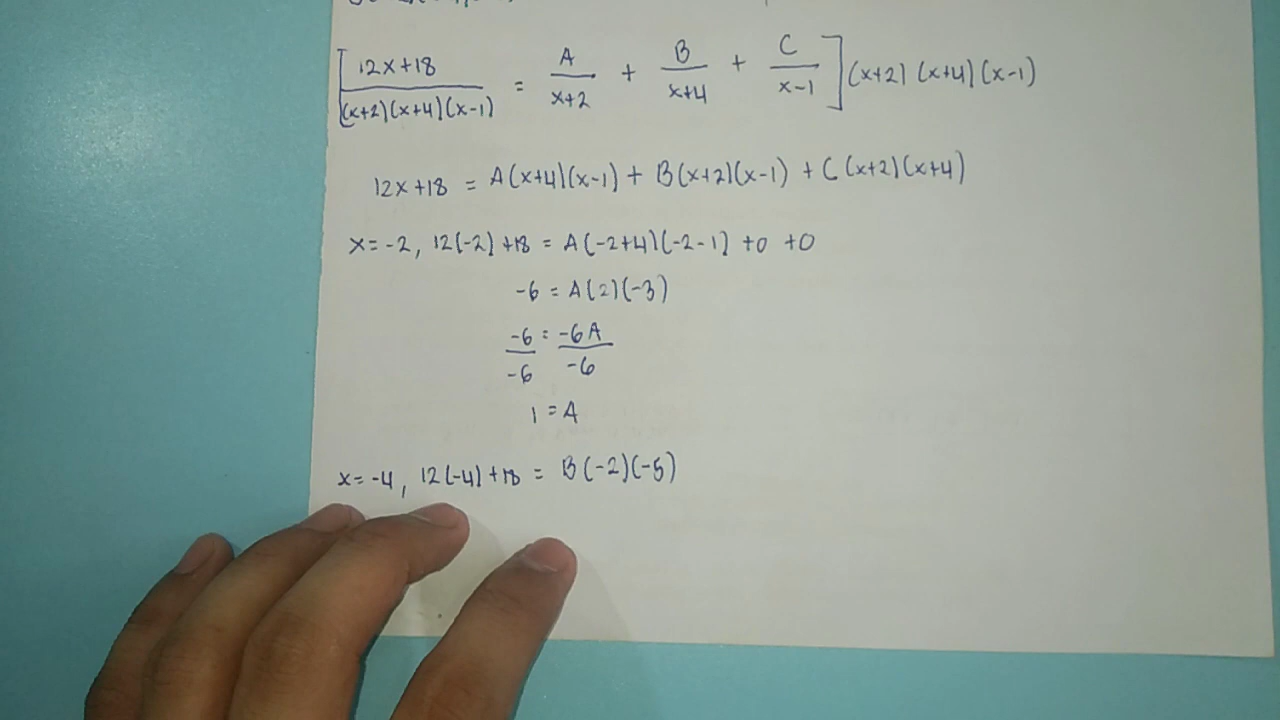 [12x+18 / (x+2)(x+4)(x-1) = A / x+2 + B / x+4 + C / x-1] (x+2) (x+4) (x-1)
12x+18 = A(x+4)(x-1) + B(x+2)(x-1) + C(x+2)(x+4)
x=-2, 12(-2)+18 = A(-2+4)(-2-1) +0 +0
-6 = A(2)(-3)
-6 / -6 = -6A / -6
1 = A
x=-4, 12(-4)+18 = B(-2)(-5)